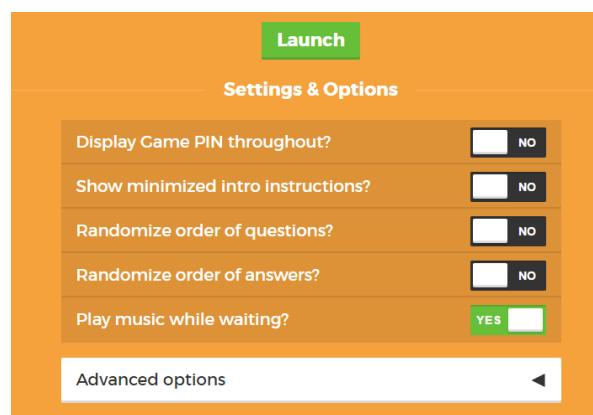 Launch
Settings & Options
Display Game PIN throughout? NO
Show minimized intro instructions? NO
Randomize order of questions? NO
Randomize order of answers? NO
Play music while waiting? YES
Advanced options